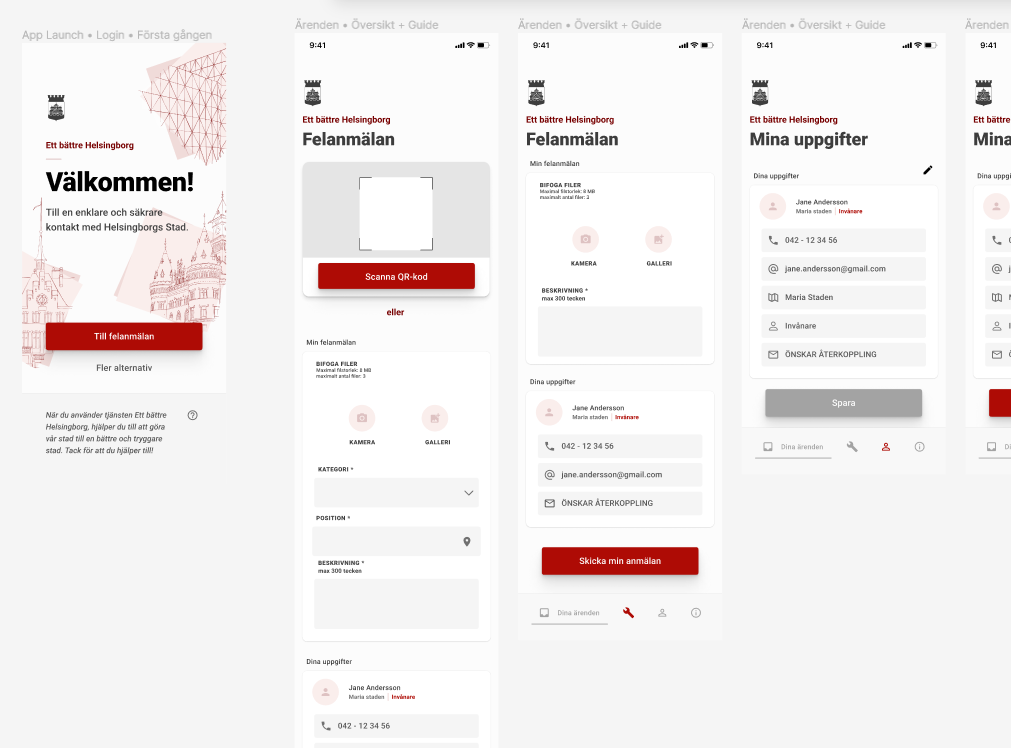 App Launch • Login • Första gången
Ett bättre Helsingborg
Välkommen!
Till en enklare och säkrare
kontakt med Helsingborgs Stad.
Till felanmälan
Fler alternativ
När du använder tjänsten Ett bättre
Helsingborg, hjälper du till att göra
vår stad till en bättre och tryggare
stad. Tack för att du hjälper till!
Ärenden • Översikt + Guide
9:41
Ett bättre Helsingborg
Felanmälan
Scanna QR-kod
eller
Min felanmälan
BIFOGA FILER
Maximal filstorlek: 8 MB
maximalt antal filer: 3
KAMERA
GALLERI
KATEGORI *
POSITION *
BESKRIVNING *
max 300 tecken
Dina uppgifter
Jane Andersson
Maria staden | Invånare
042 - 12 34 56
Ärenden • Översikt + Guide
9:41
Ett bättre Helsingborg
Felanmälan
Min felanmälan
BIFOGA FILER
Maximal filstorlek: 8 MB
maximalt antal filer: 3
KAMERA
GALLERI
BESKRIVNING *
max 300 tecken
Dina uppgifter
Jane Andersson
Maria staden | Invånare
042 - 12 34 56
jane.andersson@gmail.com
ÖNSKAR ÅTERKOPPLING
Skicka min anmälan
Dina ärenden
Ärenden • Översikt + Guide
9:41
Ett bättre Helsingborg
Mina uppgifter
Dina uppgifter
Jane Andersson
Maria staden | Invånare
042 - 12 34 56
jane.andersson@gmail.com
Maria Staden
Invånare
ÖNSKAR ÅTERKOPPLING
Spara
Dina ärenden
Ärenden
9:41
Ett bättre
Mina
Dina